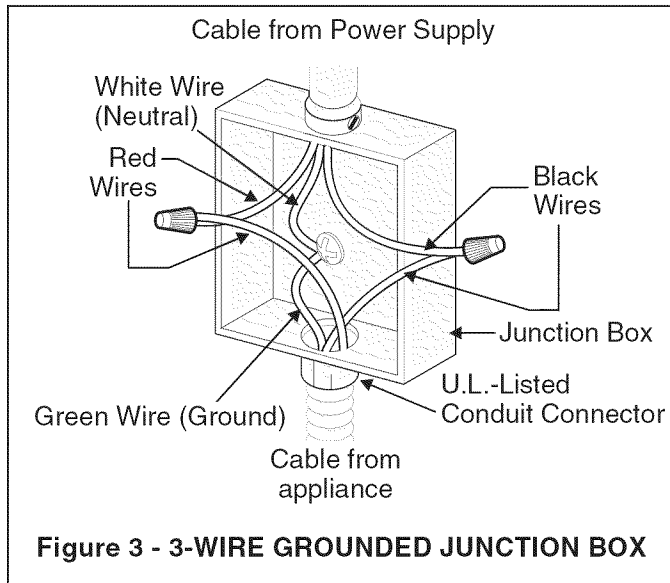 Cable from Power Supply
White Wire
(Neutral)
Red
Wires
Black
Wires
Junction Box
U.L.-Listed
Conduit Connector
Green Wire (Ground)
Cable from
appliance
Figure 3 - 3-WIRE GROUNDED JUNCTION BOX